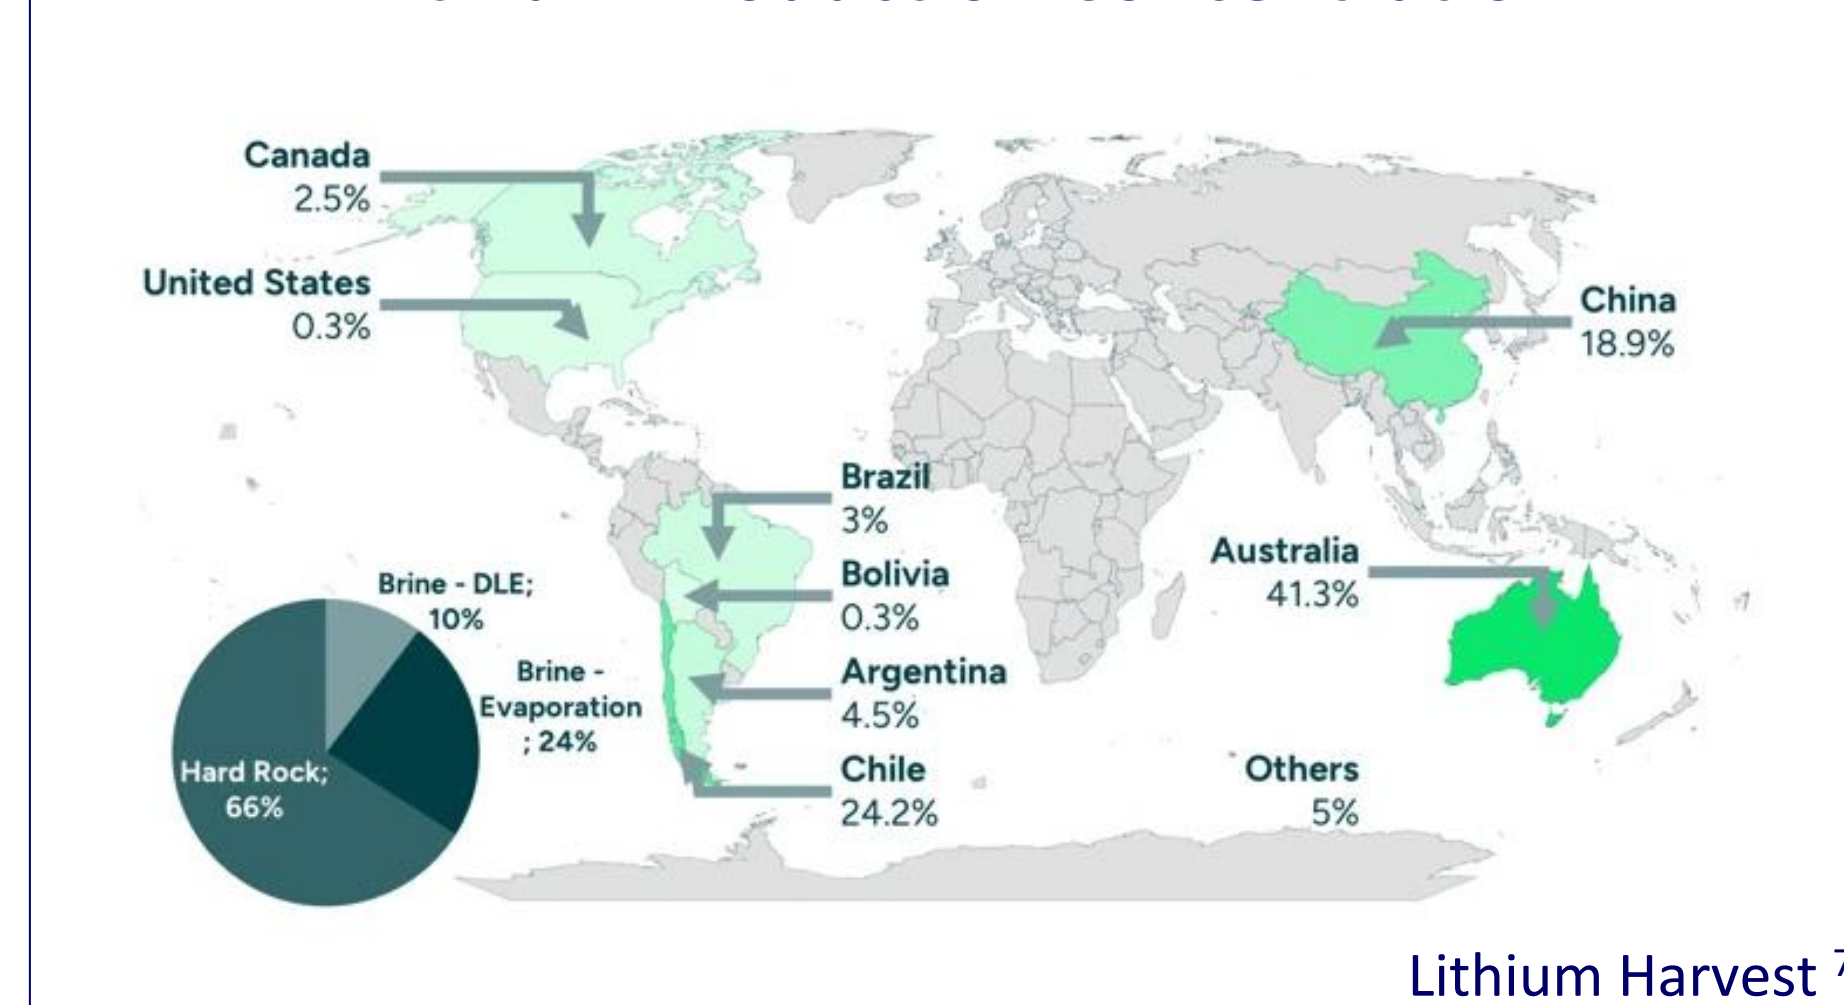 Canada
2.5%
United States
0.3%
China
18.9%
Brazil
3%
Bolivia
0.3%
Argentina
4.5%
Chile
24.2%
Australia
41.3%
Others
5%
Brine - DLE;
10%
Brine -
Evaporation
; 24%
Hard Rock;
66%
Lithium Harvest 7